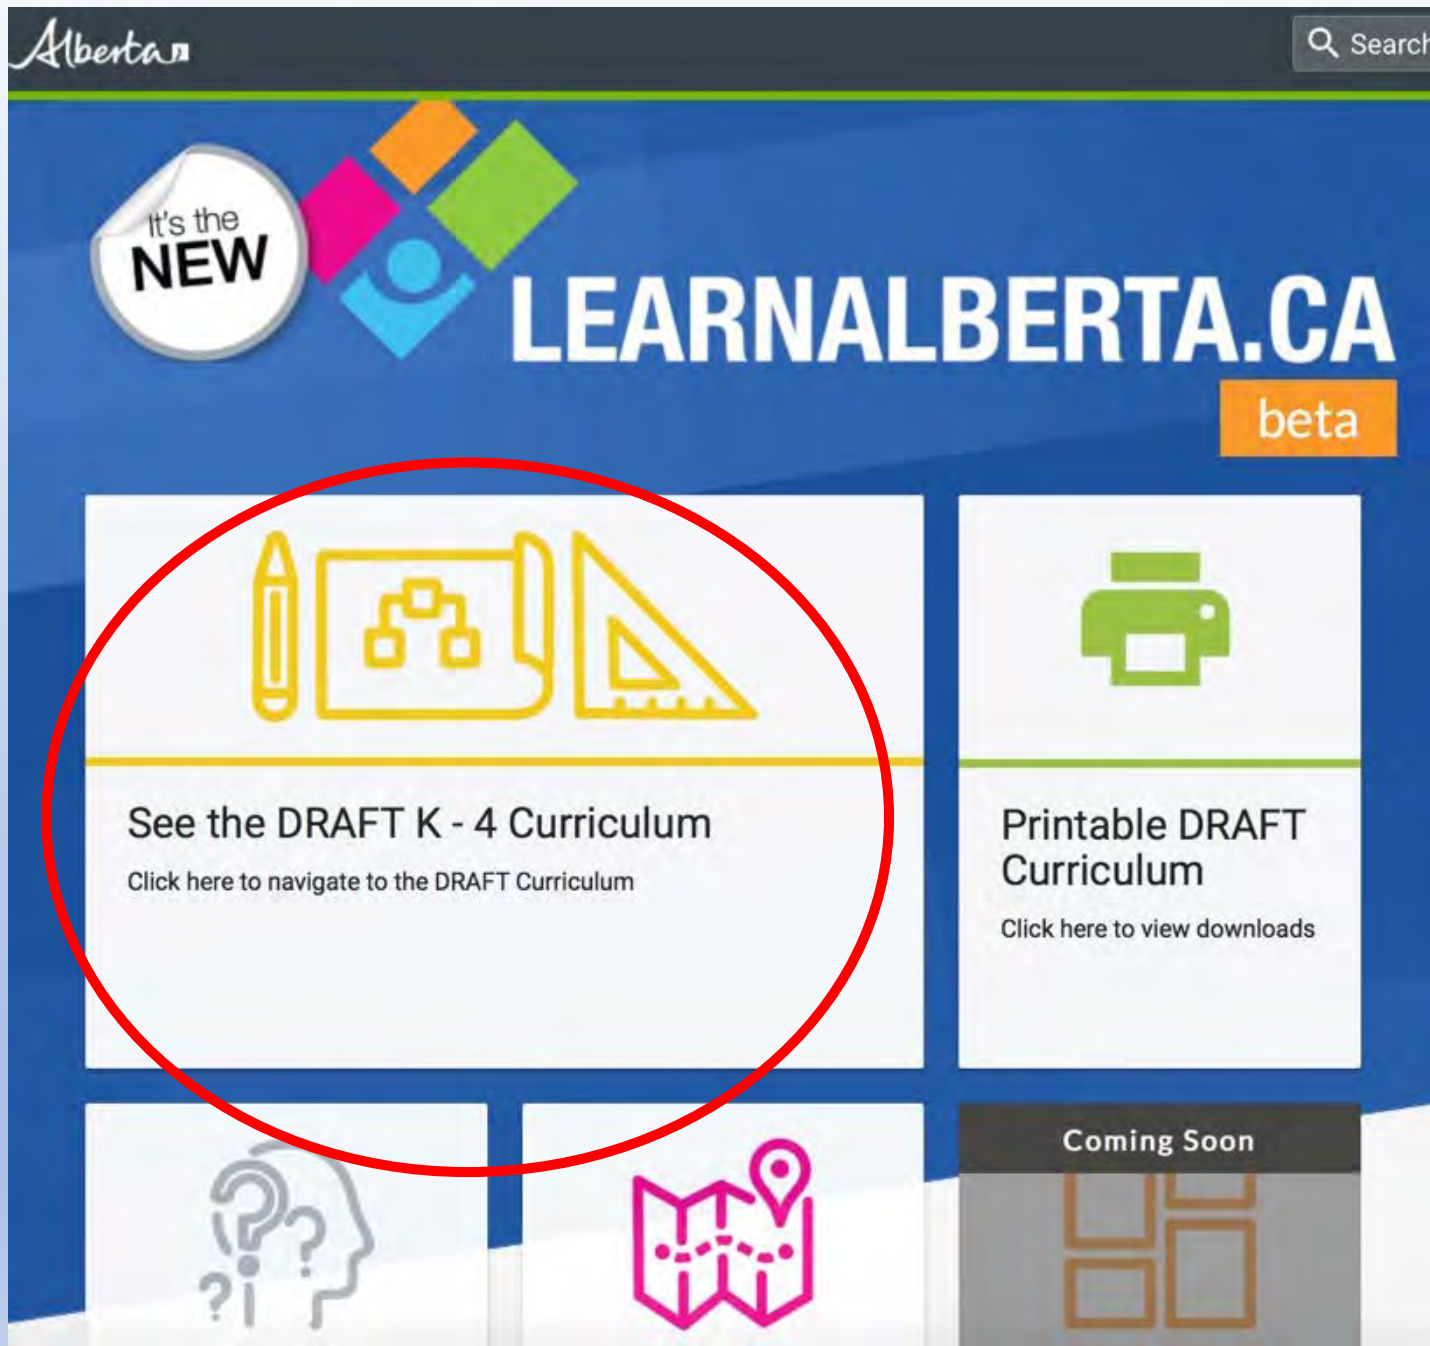 Alberta
Search
It's the
NEW
LEARNALBERTA.CA
beta
See the DRAFT K - 4 Curriculum
Click here to navigate to the DRAFT Curriculum
Printable DRAFT
Curriculum
Click here to view downloads
Coming Soon